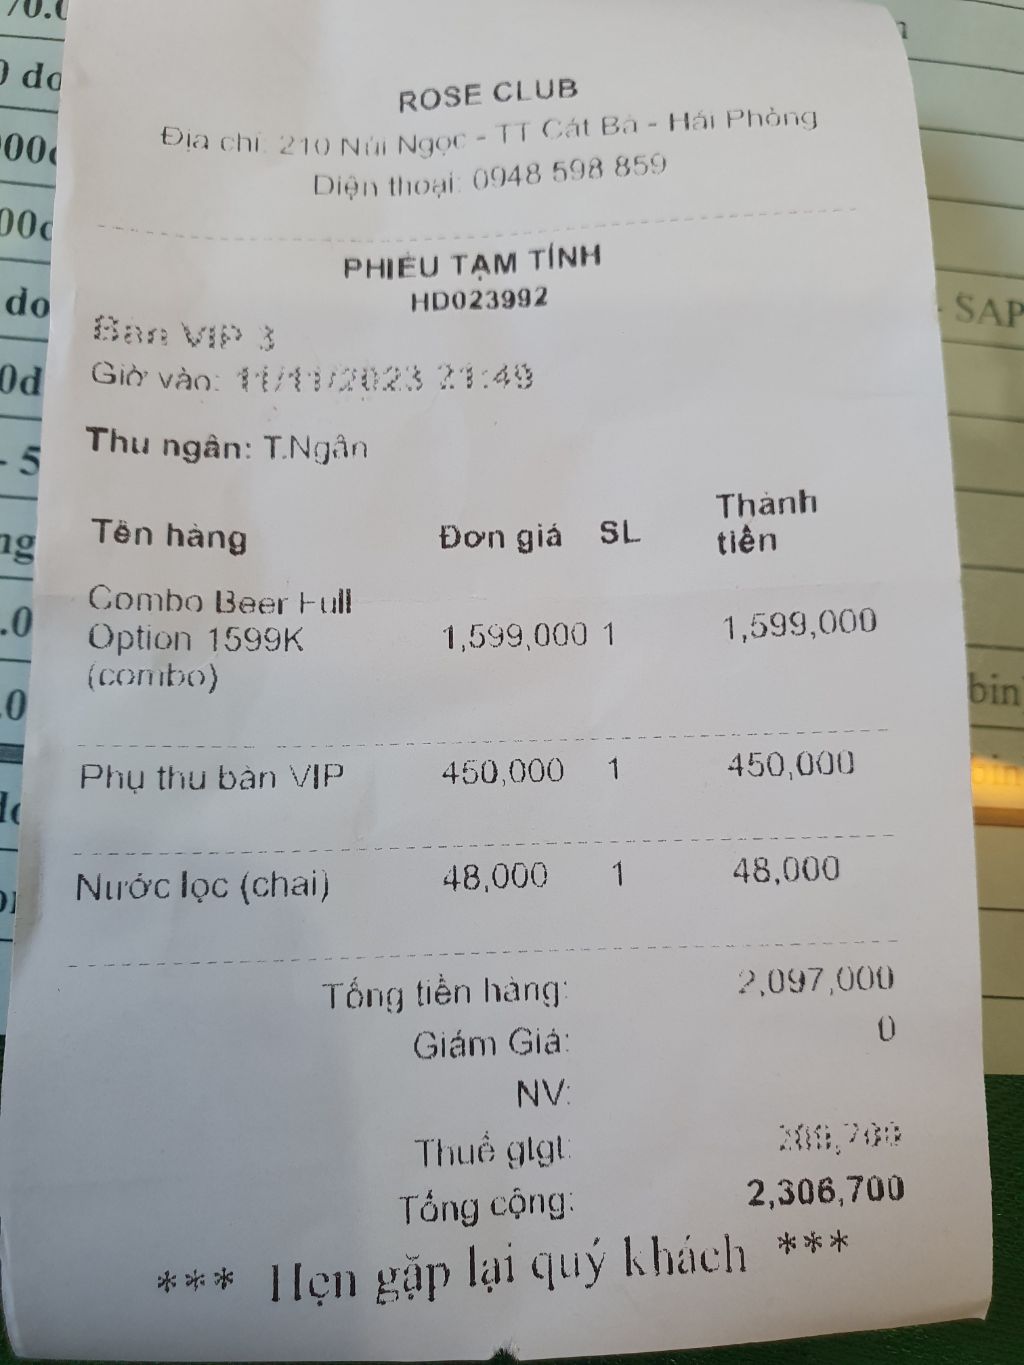 ROSE CLUB
Địa chỉ: 210 Núi Ngọc - TT Cát Bà - Hải Phòng
Điện thoại: 0948 598 859
PHIẾU TẠM TÍNH
HD023992
Bàn VIP 3
Giờ vào: 11/11/2023 21:49
Thu ngân: T.Ngân
Tên hàng Đơn giá SL Thành tiền
Combo Beer Full
Option 1599K 1,599,000 1 1,599,000
(combo)
Phụ thu bàn VIP 450,000 1 450,000
Nước lọc (chai) 48,000 1 48,000
Tổng tiền hàng: 2,097,000
Giảm Giá: 0
NV:
Thuế gtgt: 209,700
Tổng cộng: 2,306,700
*** Hẹn gặp lại quý khách ***
- SAP